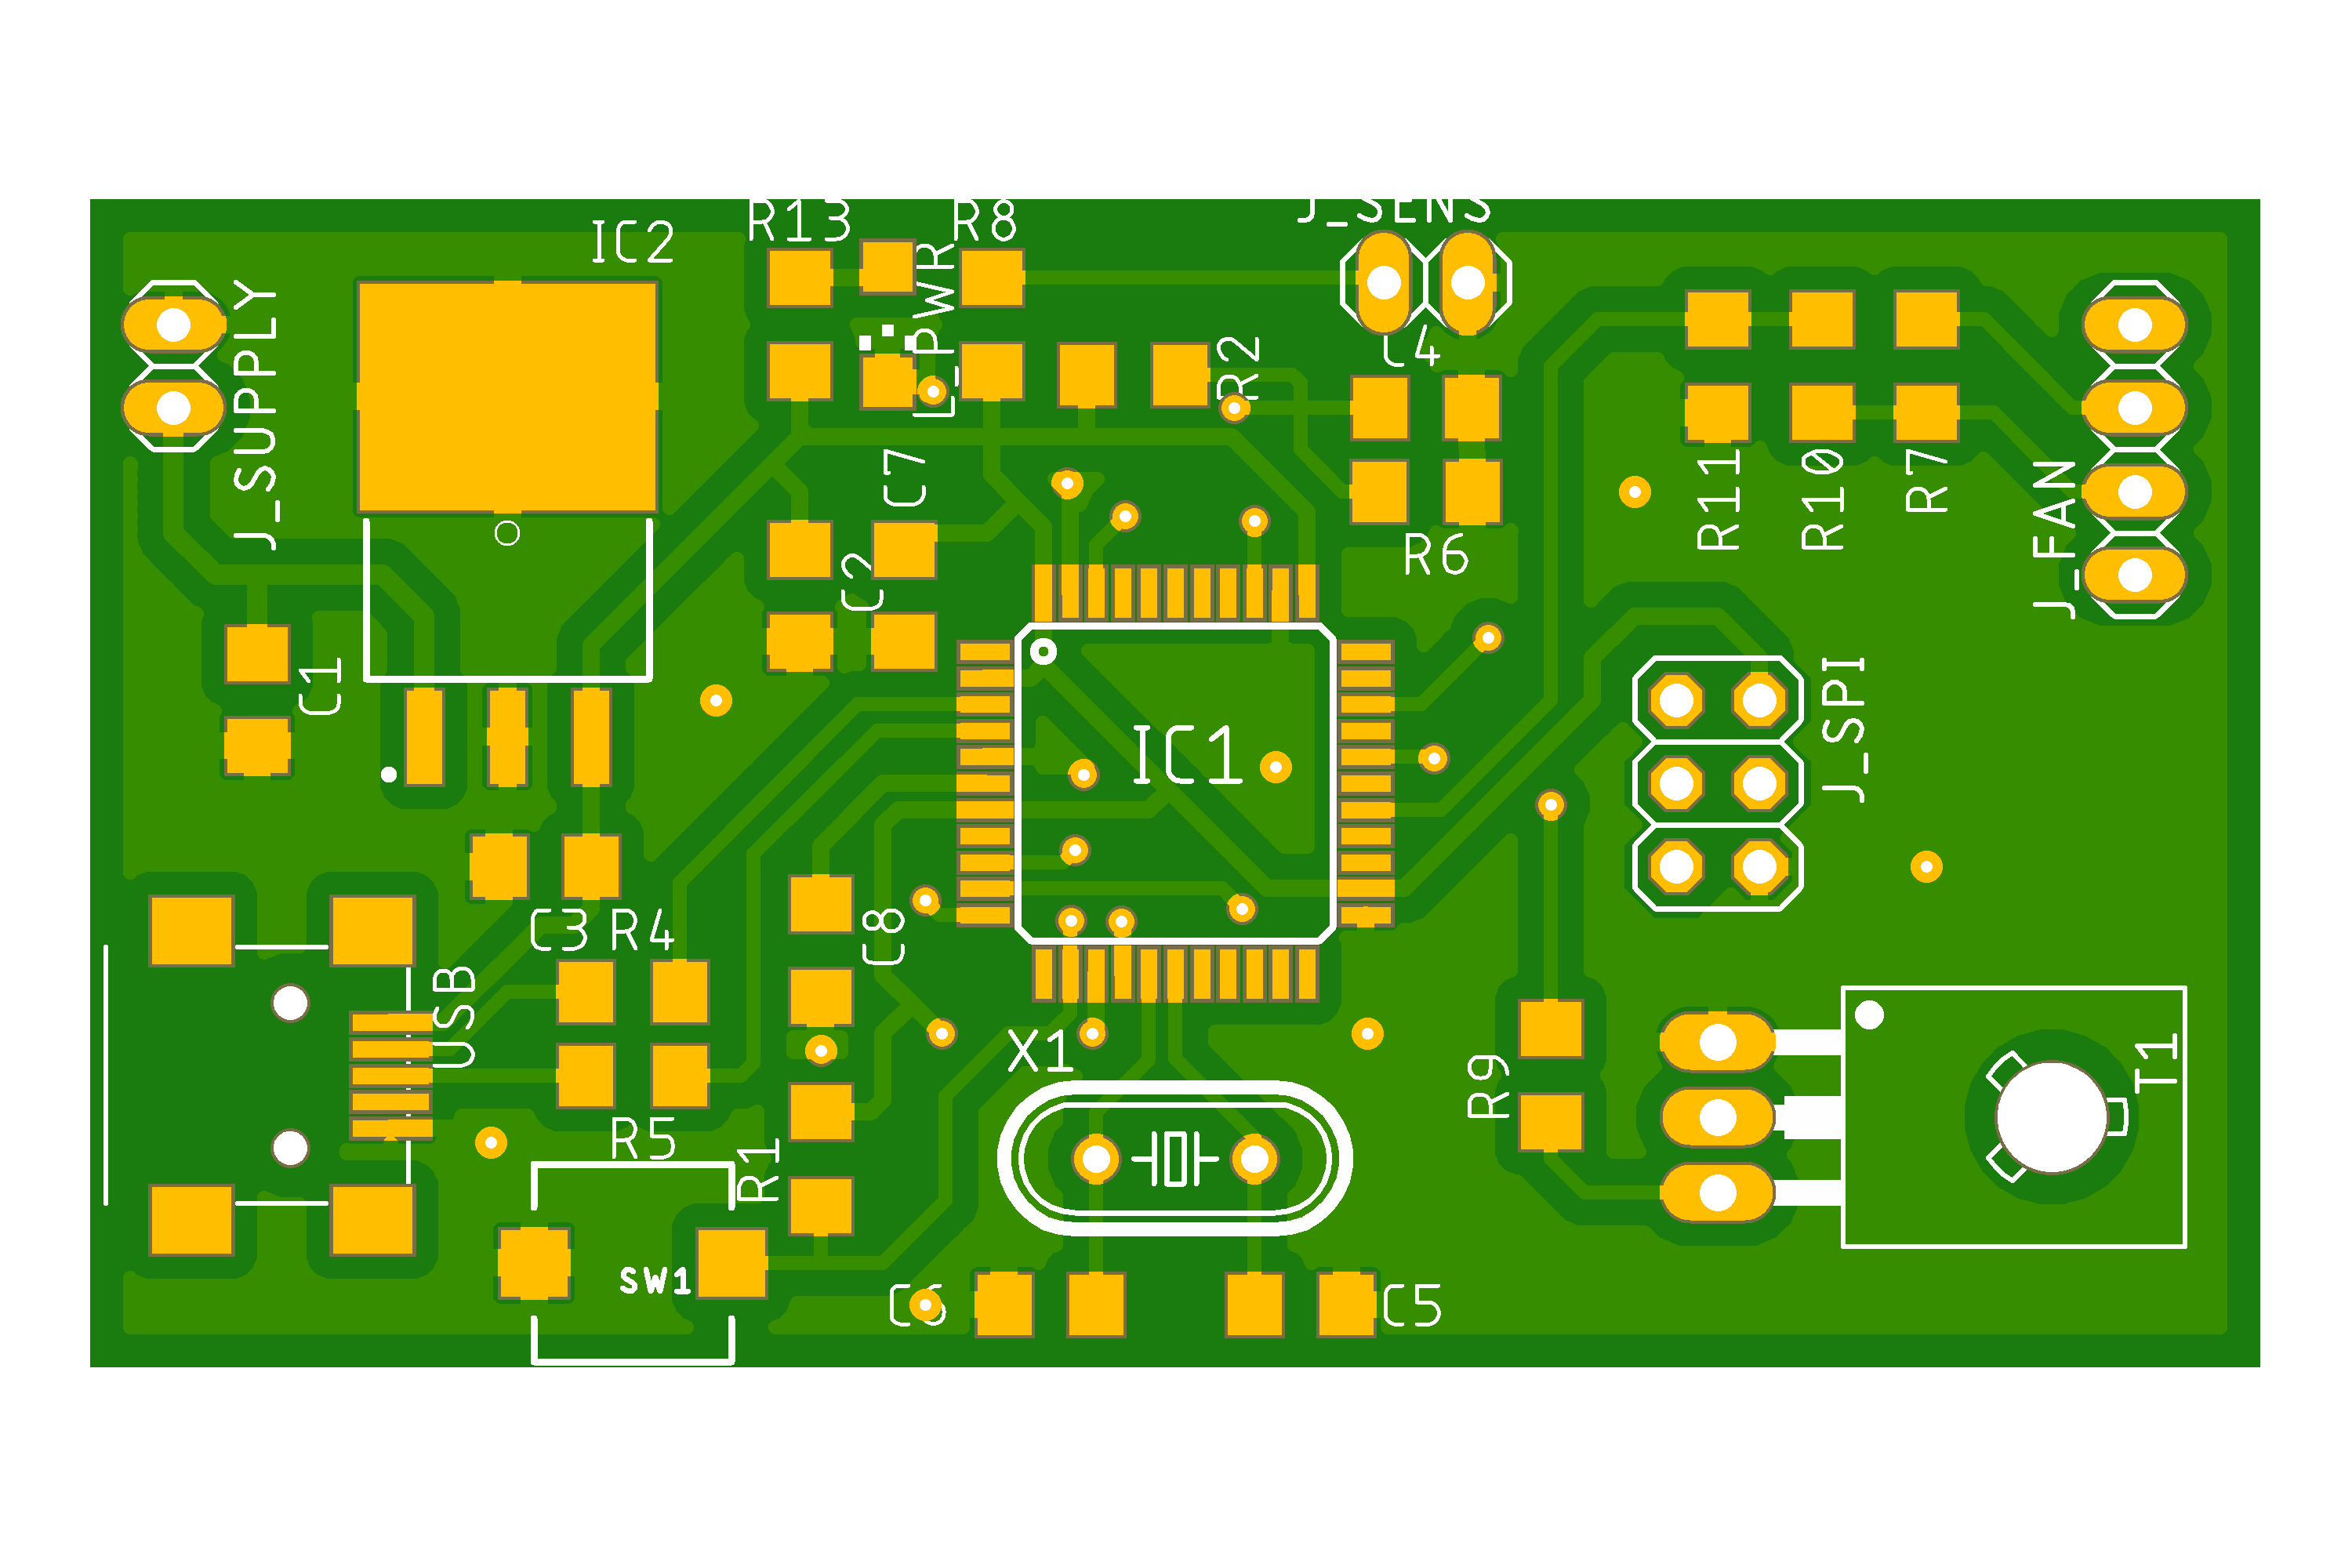 R13
R8
J_SENS
IC2
J_SUPPLY
LED_PWR
R2
C4
C7
R11
R10
R7
J_FAN
R6
C2
C1
IC1
J_SPI
C3
R4
C8
USB
X1
R9
T1
R5
R1
SW1
C6
C5